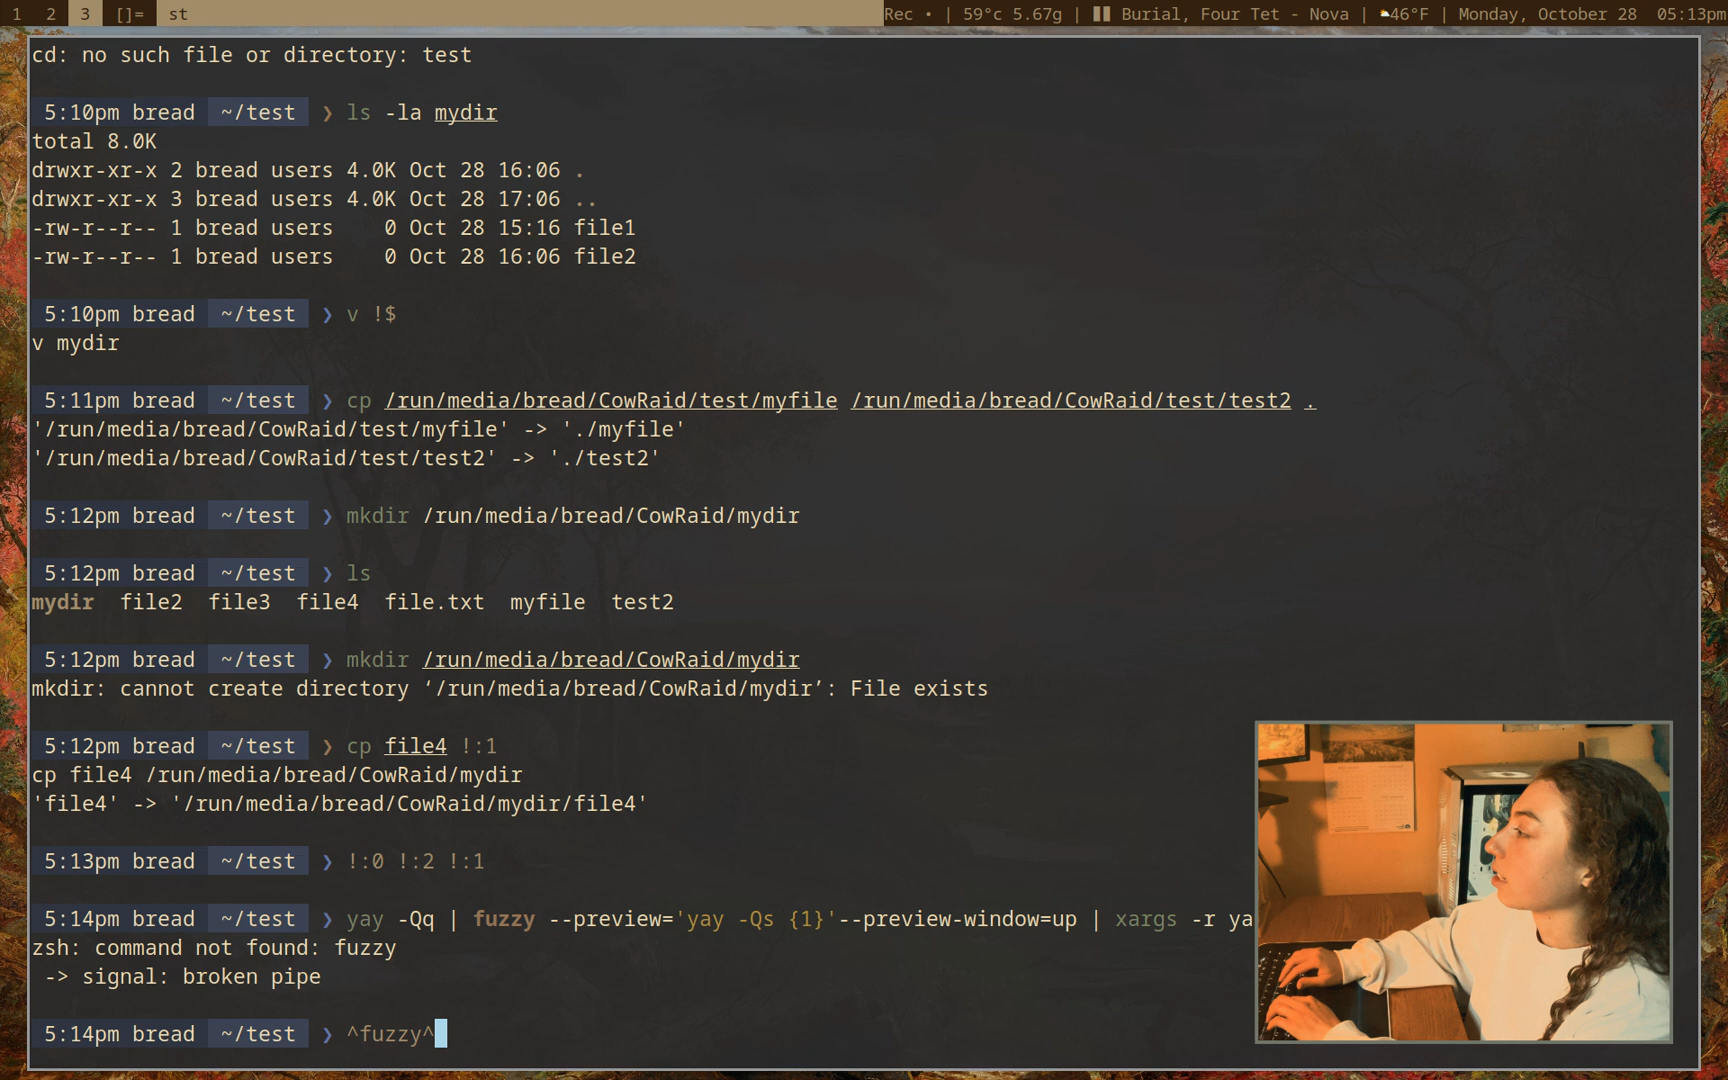 1 2 3 []= st Rec • | 59°c 5.67g | Burial, Four Tet - Nova | 46°F | Monday, October 28 05:13pm
cd: no such file or directory: test
5:10pm bread ~/test ❯ ls -la mydir
total 8.0K
drwxr-xr-x 2 bread users 4.0K Oct 28 16:06 .
drwxr-xr-x 3 bread users 4.0K Oct 28 17:06 ..
-rw-r--r-- 1 bread users 0 Oct 28 15:16 file1
-rw-r--r-- 1 bread users 0 Oct 28 16:06 file2
5:10pm bread ~/test ❯ v !$
v mydir
5:11pm bread ~/test ❯ cp /run/media/bread/CowRaid/test/myfile /run/media/bread/CowRaid/test/test2 .
'/run/media/bread/CowRaid/test/myfile' -> './myfile'
'/run/media/bread/CowRaid/test/test2' -> './test2'
5:12pm bread ~/test ❯ mkdir /run/media/bread/CowRaid/mydir
5:12pm bread ~/test ❯ ls
mydir file2 file3 file4 file.txt myfile test2
5:12pm bread ~/test ❯ mkdir /run/media/bread/CowRaid/mydir
mkdir: cannot create directory ‘/run/media/bread/CowRaid/mydir’: File exists
5:12pm bread ~/test ❯ cp file4 !:1
cp file4 /run/media/bread/CowRaid/mydir
'file4' -> '/run/media/bread/CowRaid/mydir/file4'
5:13pm bread ~/test ❯ !:0 !:2 !:1
5:14pm bread ~/test ❯ yay -Qq | fuzzy --preview='yay -Qs {1}'--preview-window=up | xargs -r ya
zsh: command not found: fuzzy
-> signal: broken pipe
5:14pm bread ~/test ❯ ^fuzzy^